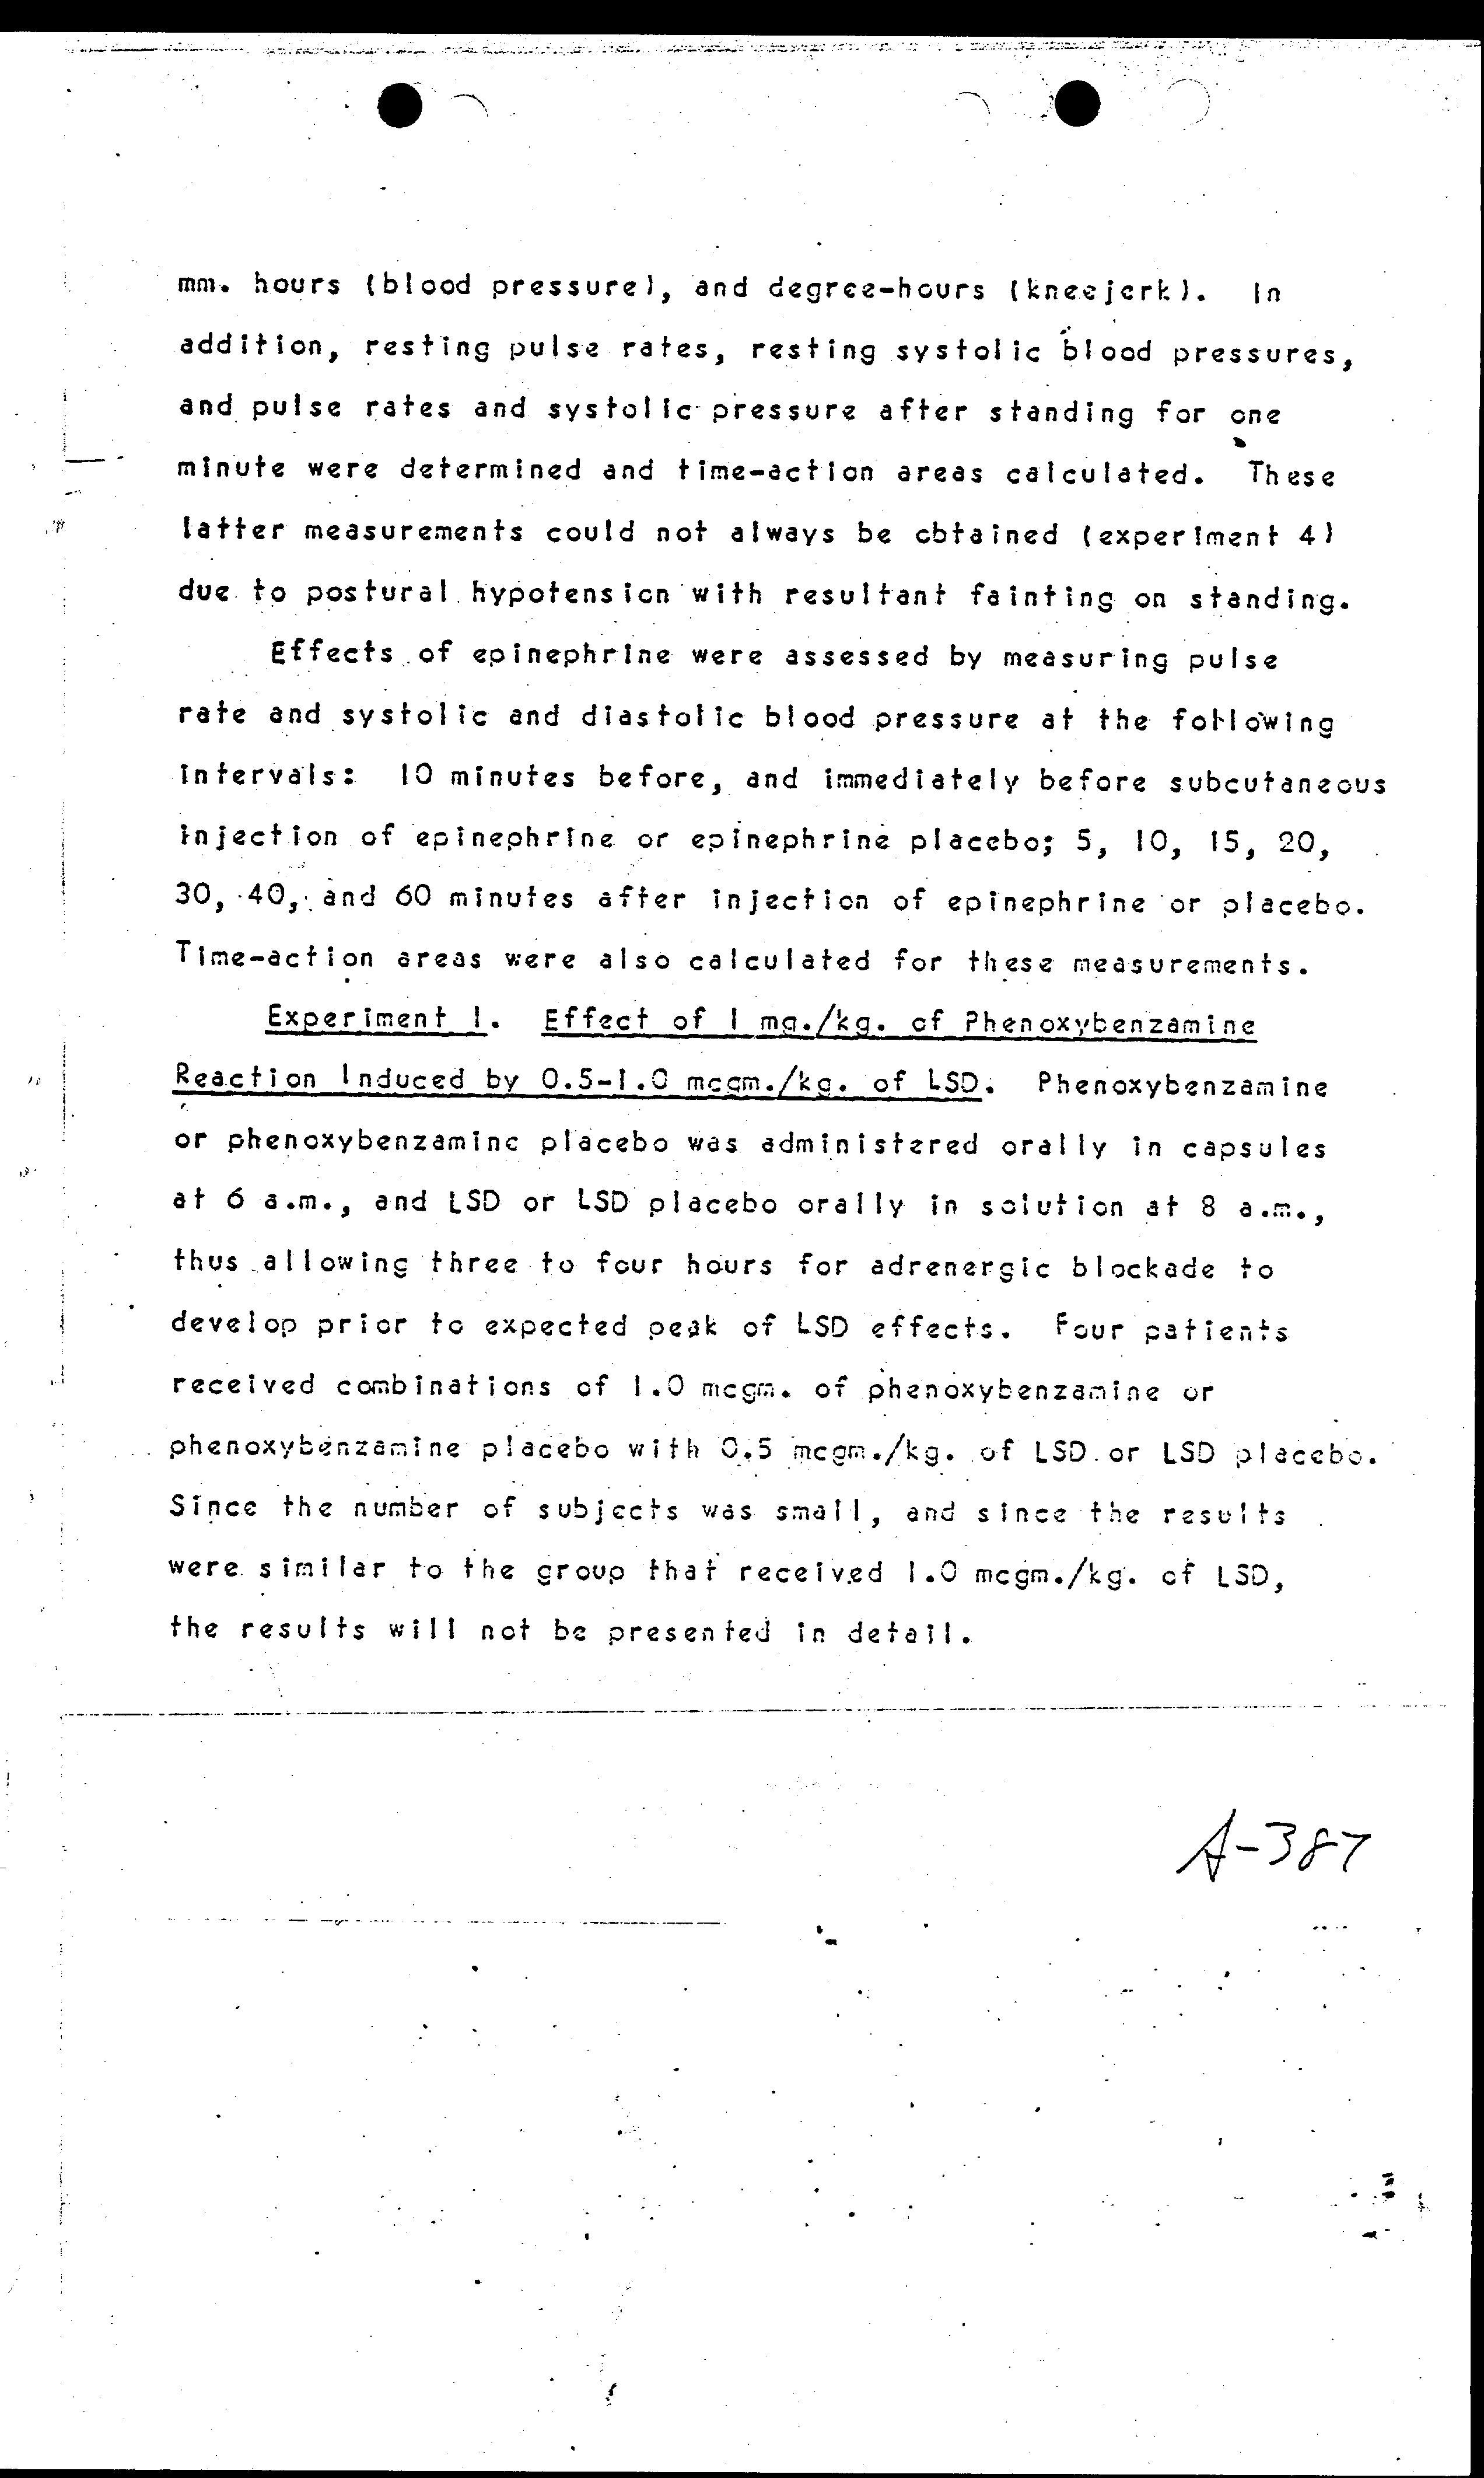 mm. hours (blood pressure), and degree-hours (kneejerk). In
addition, resting pulse rates, resting systolic blood pressures,
and pulse rates and systolic pressure after standing for one
minute were determined and time-action areas calculated. These
latter measurements could not always be obtained (experiment 4)
due to postural hypotension with resultant fainting on standing.
Effects of epinephrine were assessed by measuring pulse
rate and systolic and diastolic blood pressure at the following
intervals: 10 minutes before, and immediately before subcutaneous
injection of epinephrine or epinephrine placebo; 5, 10, 15, 20,
30, 40, and 60 minutes after injection of epinephrine or placebo.
Time-action areas were also calculated for these measurements.
Experiment 1. Effect of 1 mg./kg. of Phenoxybenzamine
Reaction Induced by 0.5-1.0 mcgm./kg. of LSD. Phenoxybenzamine
or phenoxybenzamine placebo was administered orally in capsules
at 6 a.m., and LSD or LSD placebo orally in solution at 8 a.m.,
thus allowing three to four hours for adrenergic blockade to
develop prior to expected peak of LSD effects. Four patients
received combinations of 1.0 mcgm. of phenoxybenzamine or
phenoxybenzamine placebo with 0.5 mcgm./kg. of LSD or LSD placebo.
Since the number of subjects was small, and since the results
were similar to the group that received 1.0 mcgm./kg. of LSD,
the results will not be presented in detail.
A-387